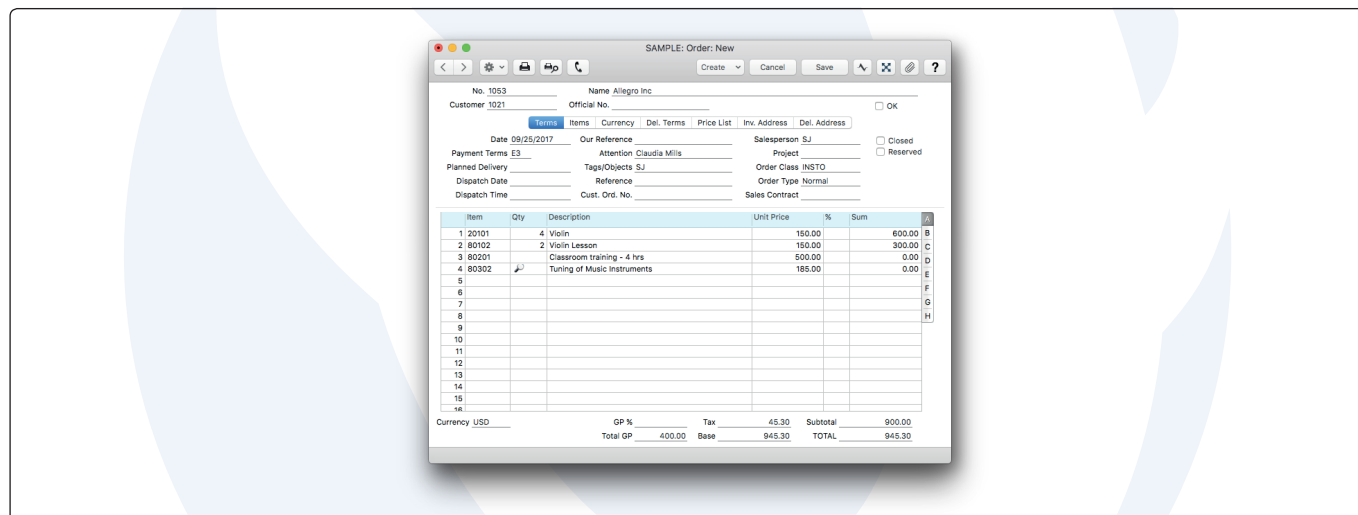 SAMPLE: Order: New
Create Cancel Save ?
No. 1053 Name Allegro Inc
Customer 1021 Official No. OK
Terms Items Currency Del. Terms Price List Inv. Address Del. Address
Date 09/25/2017 Our Reference Salesperson SJ Closed
Payment Terms E3 Attention Claudia Mills Project Reserved
Planned Delivery Tags/Objects SJ Order Class INSTO
Dispatch Date Reference Order Type Normal
Dispatch Time Cust. Ord. No. Sales Contract
Item Qty Description Unit Price % Sum A
1 20101 4 Violin 150.00 600.00 B
2 80102 2 Violin Lesson 150.00 300.00 C
3 80201 Classroom training - 4 hrs 500.00 0.00 D
4 80302 Tuning of Music Instruments 185.00 0.00 E
5
6 F
7 G
8 H
9
10
11
12
13
14
15
16
Currency USD GP % Tax 45.30 Subtotal 900.00
Total GP 400.00 Base 945.30 TOTAL 945.30